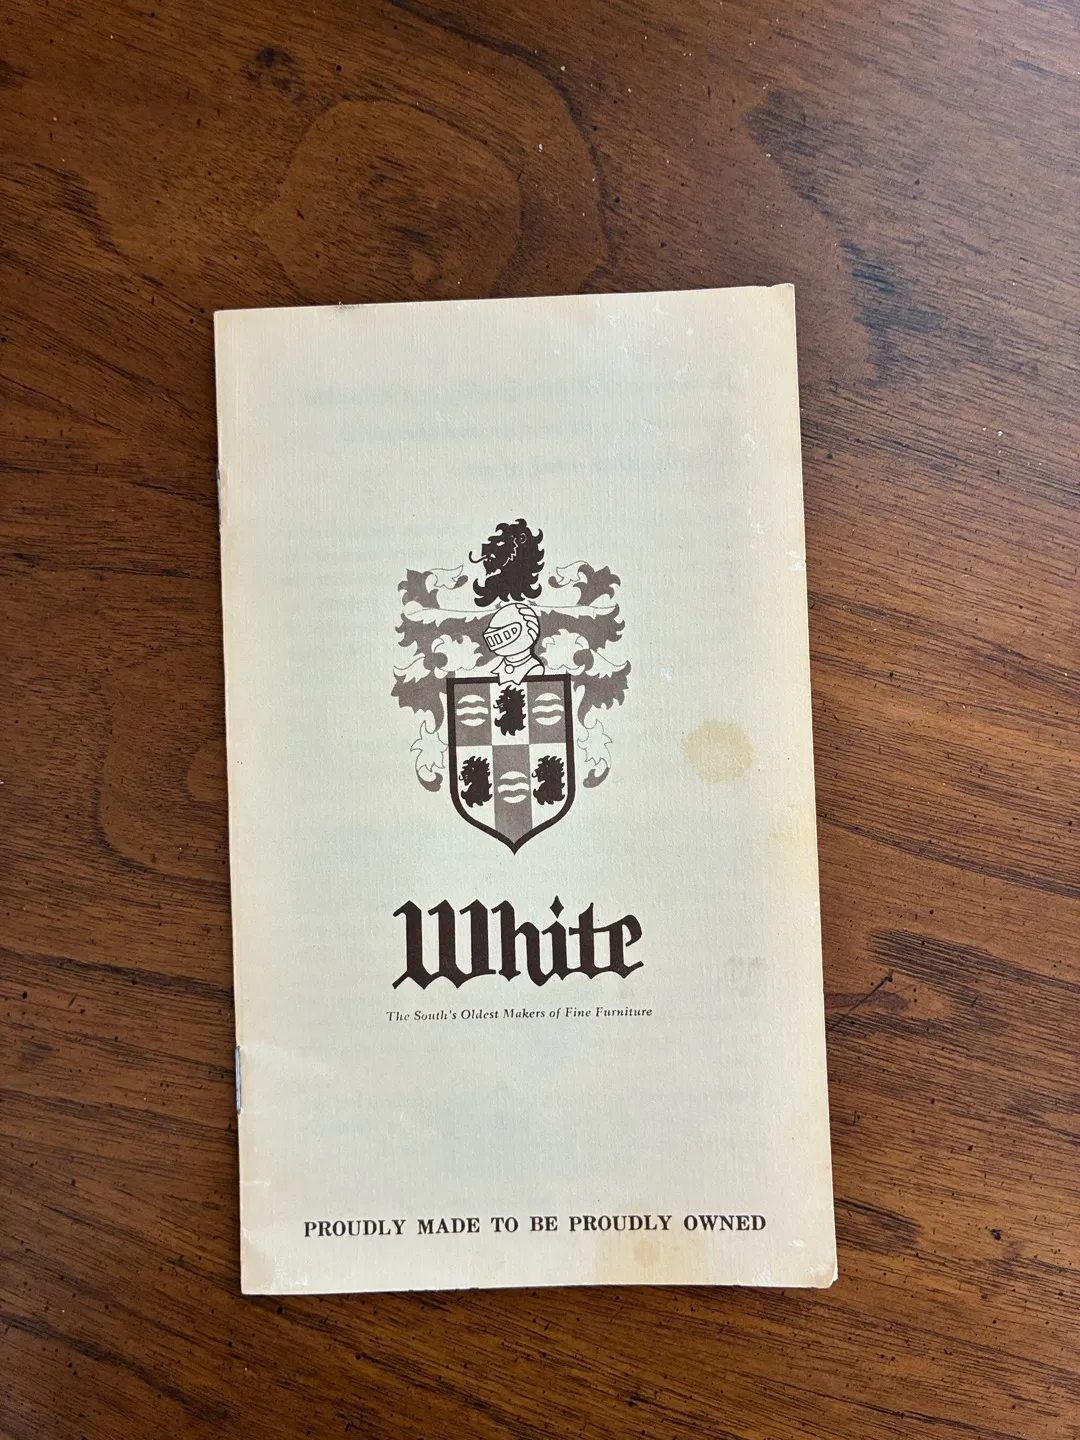 White
The South's Oldest Makers of Fine Furniture
PROUDLY MADE TO BE PROUDLY OWNED